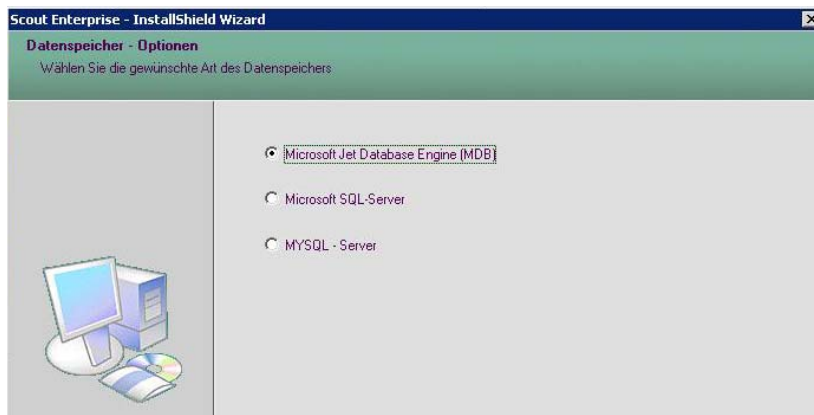 Scout Enterprise - InstallShield Wizard
Datenspeicher - Optionen
Wählen Sie die gewünschte Art des Datenspeichers
Microsoft Jet Database Engine (MDB)
Microsoft SQL-Server
MYSQL - Server